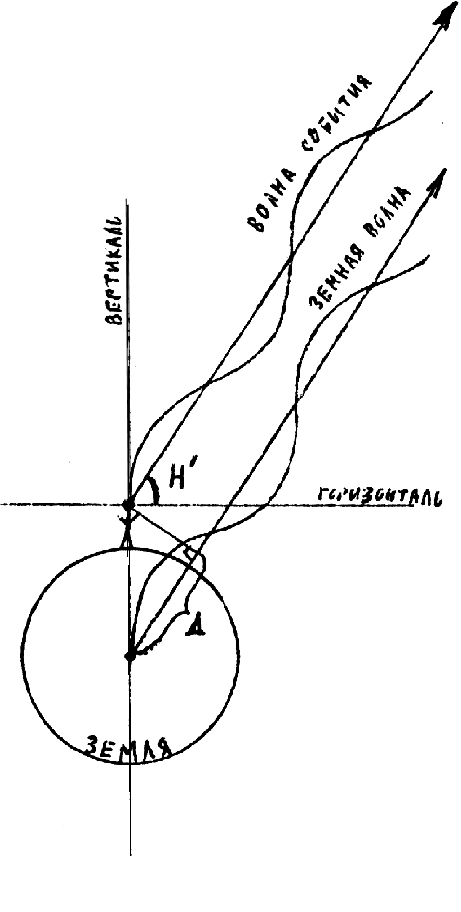 ВОЛНА СОБЫТИЯ
ЗЕМНАЯ ВОЛНА
ВЕРТИКАЛЬ
H'
ГОРИЗОНТАЛЬ
Δ
ЗЕМЛЯ